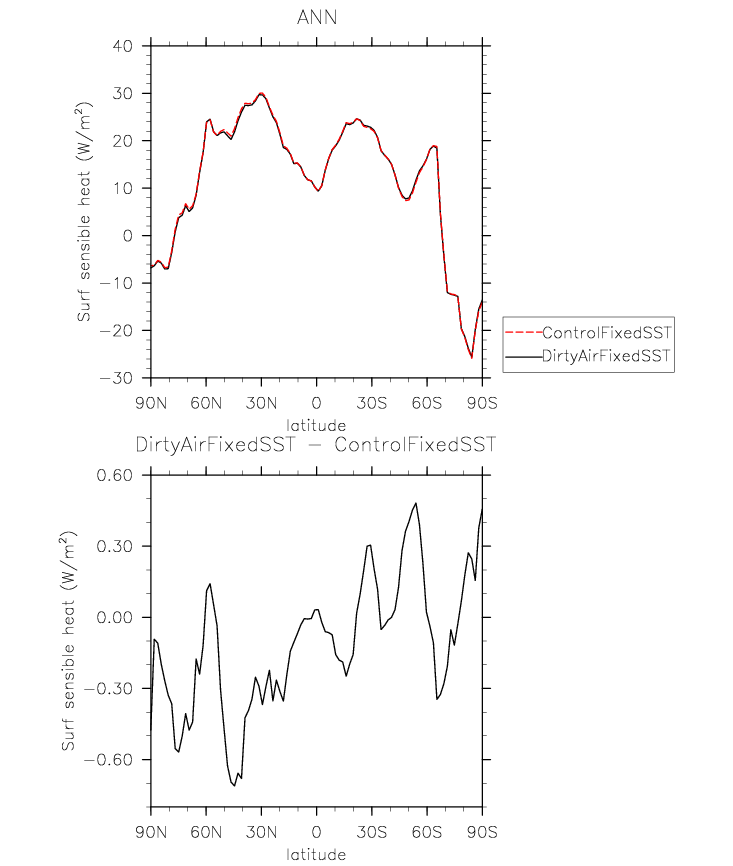 ANN
40
30
20
10
0
−10
−20
−30
Surf sensible heat (W/m²)
90N 60N 30N 0 30S 60S 90S
latitude
ControlFixedSST
DirtyAirFixedSST
DirtyAirFixedSST − ControlFixedSST
0.60
0.30
0.00
−0.30
−0.60
Surf sensible heat (W/m²)
90N 60N 30N 0 30S 60S 90S
latitude